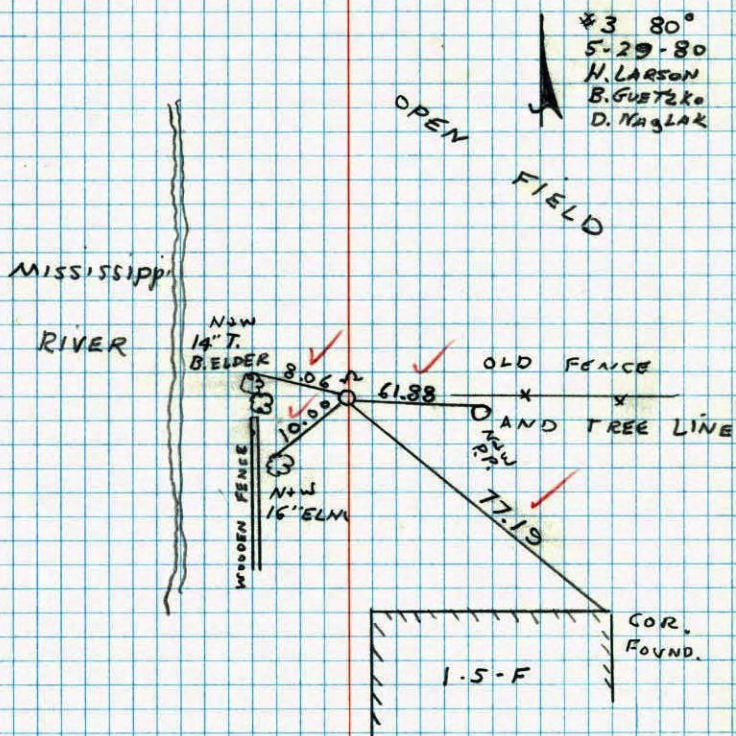 #3 80°
5-29-80
H. LARSON
B. GUETZKO
D. NAGLAK
OPEN
FIELD
MISSISSIPPI
RIVER
N&W
14" T.
B. ELDER
8.06
61.88
OLD FENCE
AND TREE LINE
10.00
N&W
P.P.
N&W
16" ELM
WOODEN FENCE
77.19
COR.
FOUND.
1·S-F